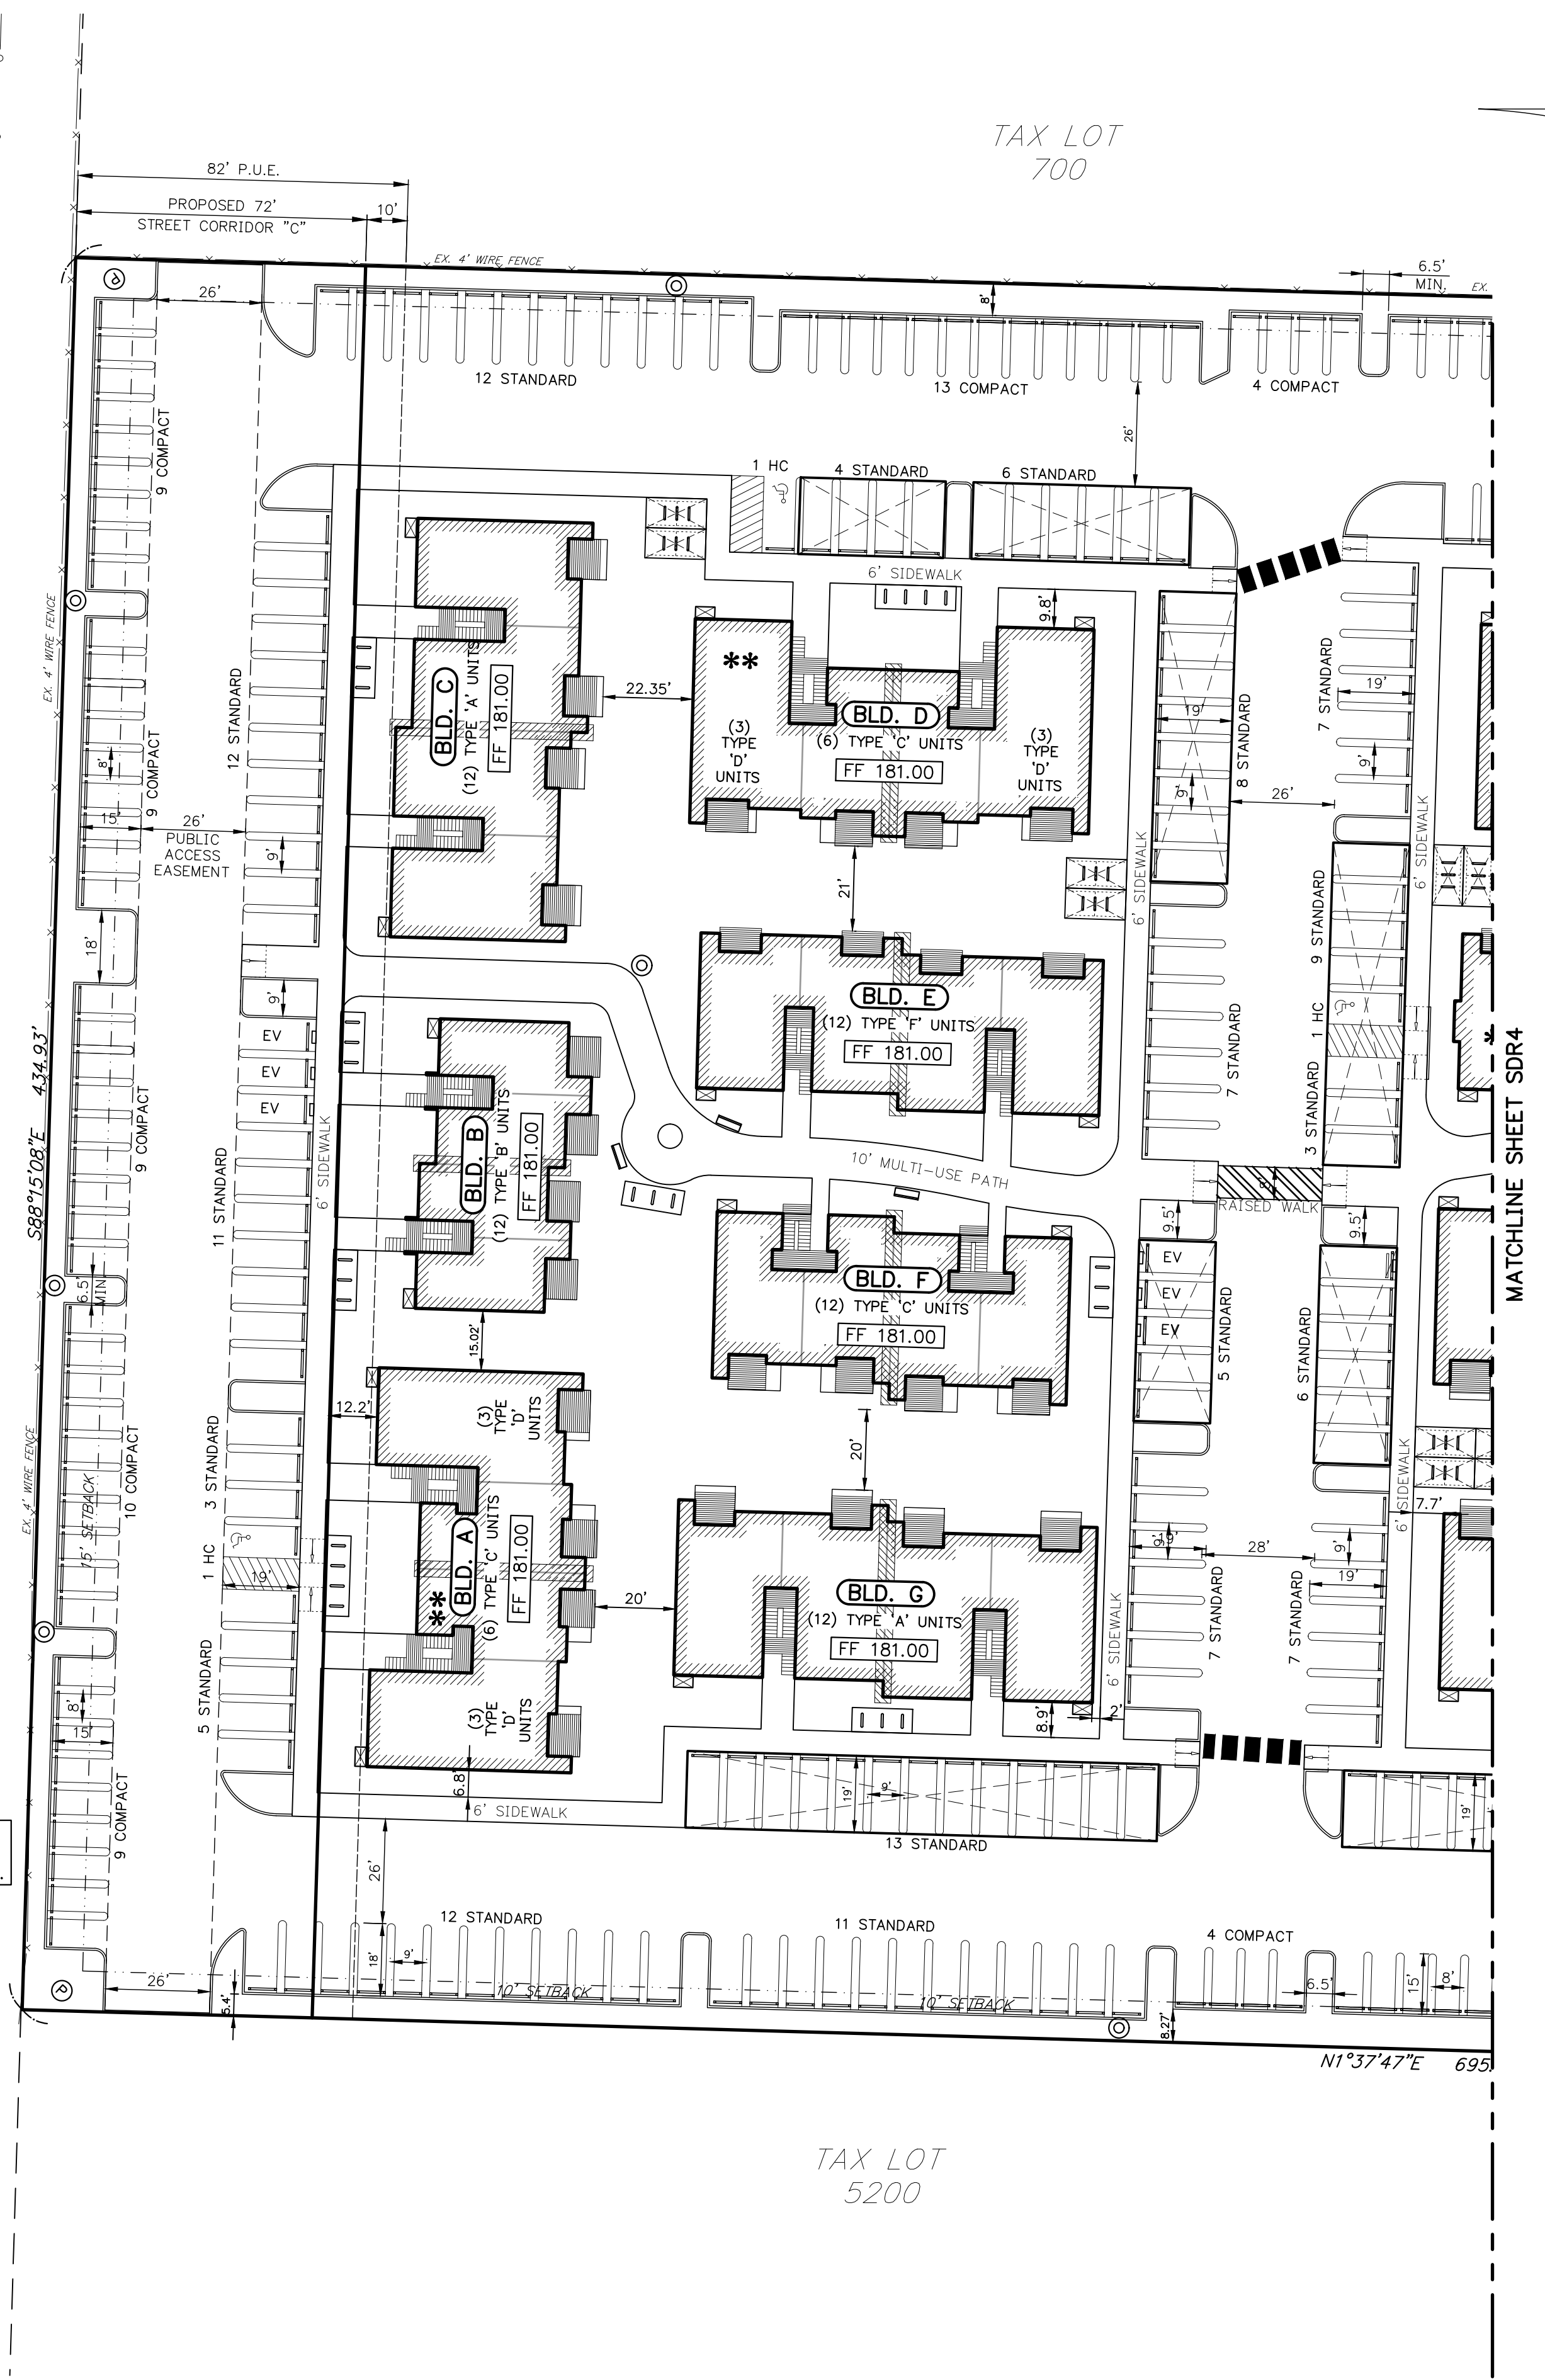 TAX LOT
700
82' P.U.E.
PROPOSED 72'
STREET CORRIDOR "C"
10'
EX. 4' WIRE FENCE
6.5'
MIN.
EX.
P
26'
8'
12 STANDARD
13 COMPACT
4 COMPACT
26'
9 COMPACT
1 HC
4 STANDARD
6 STANDARD
6' SIDEWALK
9.8'
EX. 4' WIRE FENCE
12 STANDARD
BLD. C
(12) TYPE 'A' UNITS
FF 181.00
22.35'
**
(3)
TYPE
'D'
UNITS
BLD. D
(6) TYPE 'C' UNITS
FF 181.00
(3)
TYPE
'D'
UNITS
19'
9'
8 STANDARD
26'
7 STANDARD
19'
9'
9 COMPACT
8'
15'
26'
PUBLIC
ACCESS
EASEMENT
9'
21'
6' SIDEWALK
6' SIDEWALK
9 STANDARD
1 HC
3 STANDARD
18'
9'
EV
EV
EV
BLD. E
(12) TYPE 'F' UNITS
FF 181.00
7 STANDARD
*
MATCHLINE SHEET SDR4
S88°15'08"E 434.93'
9 COMPACT
11 STANDARD
6' SIDEWALK
BLD. B
(12) TYPE 'B' UNITS
FF 181.00
10' MULTI-USE PATH
8'
RAISED WALK
9.5'
9.5'
6.5'
MIN.
EV
EV
EV
5 STANDARD
6 STANDARD
BLD. F
(12) TYPE 'C' UNITS
FF 181.00
15.02'
12.2'
(3)
TYPE
'D'
UNITS
20'
EX. 4' WIRE FENCE
15' SETBACK
10 COMPACT
3 STANDARD
1 HC
19'
**
BLD. A
(6) TYPE 'C' UNITS
FF 181.00
20'
BLD. G
(12) TYPE 'A' UNITS
FF 181.00
6' SIDEWALK
7.7'
9'
19'
28'
9'
19'
7 STANDARD
7 STANDARD
6' SIDEWALK
5 STANDARD
8'
15'
(3)
TYPE
'D'
UNITS
8.9'
2'
6.8'
6' SIDEWALK
19'
9'
13 STANDARD
19'
9 COMPACT
26'
12 STANDARD
11 STANDARD
4 COMPACT
18'
9'
P
26'
5.4'
10' SETBACK
10' SETBACK
8.27'
6.5'
15'
8'
N1°37'47"E 695.
TAX LOT
5200